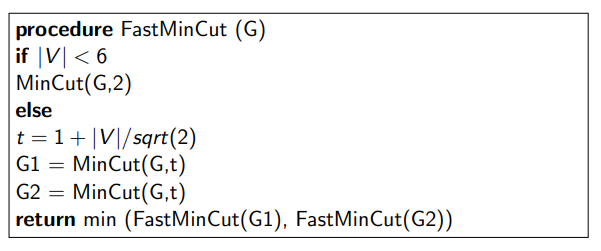 procedure FastMinCut (G)
if |V| < 6
MinCut(G,2)
else
t = 1 + |V|/sqrt(2)
G1 = MinCut(G,t)
G2 = MinCut(G,t)
return min (FastMinCut(G1), FastMinCut(G2))